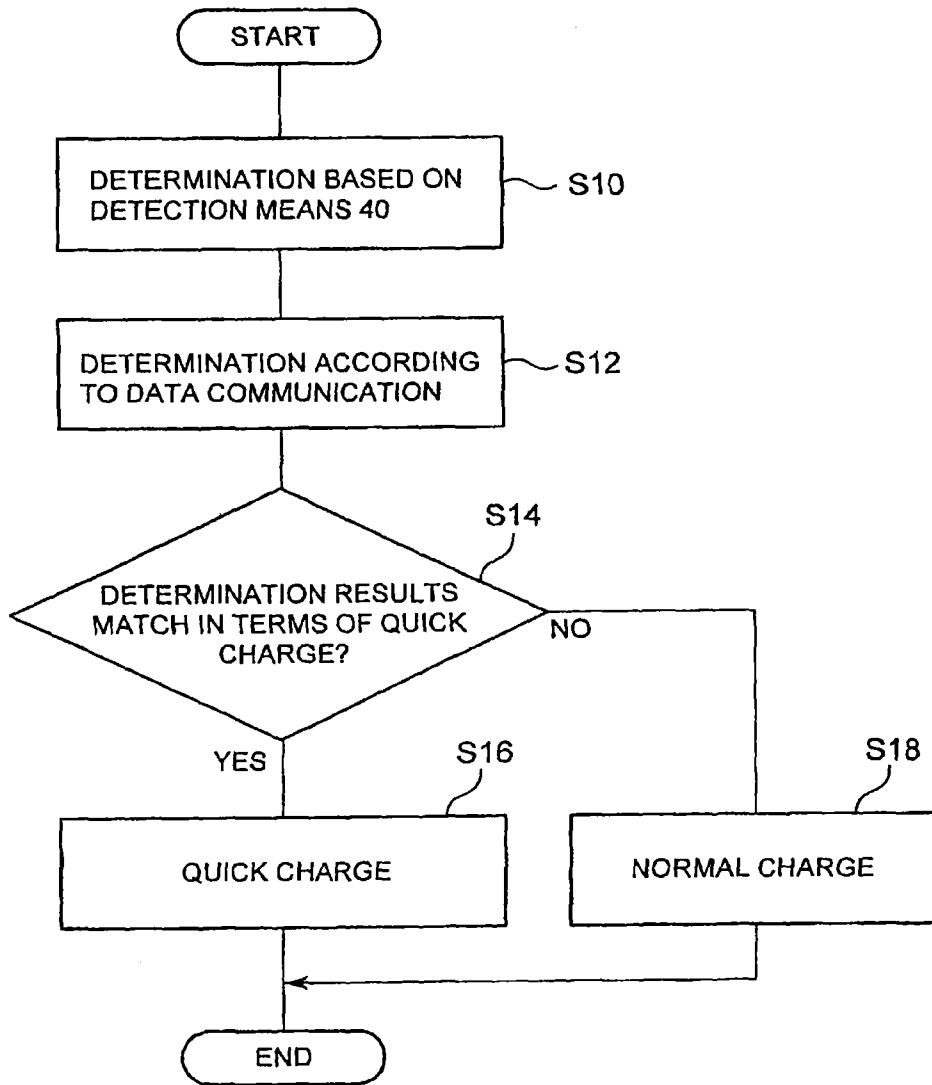 START
DETERMINATION BASED ON
DETECTION MEANS 40
S10
DETERMINATION ACCORDING
TO DATA COMMUNICATION
S12
S14
DETERMINATION RESULTS
MATCH IN TERMS OF QUICK
CHARGE?
NO
YES
S16
S18
QUICK CHARGE
NORMAL CHARGE
END